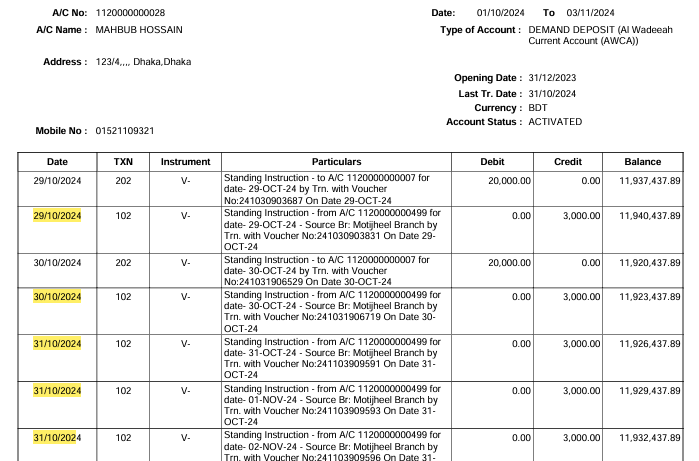 A/C No: 1120000000028
Date: 01/10/2024 To 03/11/2024
A/C Name : MAHBUB HOSSAIN
Type of Account : DEMAND DEPOSIT (Al Wadeeah
Current Account (AWCA))
Address : 123/4,,,, Dhaka,Dhaka
Opening Date : 31/12/2023
Last Tr. Date : 31/10/2024
Currency : BDT
Account Status : ACTIVATED
Mobile No : 01521109321
Date TXN Instrument Particulars Debit Credit Balance
29/10/2024 202 V- Standing Instruction - to A/C 1120000000007 for 20,000.00 0.00 11,937,437.89
date- 29-OCT-24 by Trn. with Voucher
No:241030903687 On Date 29-OCT-24
29/10/2024 102 V- Standing Instruction - from A/C 1120000000499 for 0.00 3,000.00 11,940,437.89
date- 29-OCT-24 - Source Br: Motijheel Branch by
Trn. with Voucher No:241030903831 On Date 29-
OCT-24
30/10/2024 202 V- Standing Instruction - to A/C 1120000000007 for 20,000.00 0.00 11,920,437.89
date- 30-OCT-24 by Trn. with Voucher
No:241031906529 On Date 30-OCT-24
30/10/2024 102 V- Standing Instruction - from A/C 1120000000499 for 0.00 3,000.00 11,923,437.89
date- 30-OCT-24 - Source Br: Motijheel Branch by
Trn. with Voucher No:241031906719 On Date 30-
OCT-24
31/10/2024 102 V- Standing Instruction - from A/C 1120000000499 for 0.00 3,000.00 11,926,437.89
date- 31-OCT-24 - Source Br: Motijheel Branch by
Trn. with Voucher No:241103909591 On Date 31-
OCT-24
31/10/2024 102 V- Standing Instruction - from A/C 1120000000499 for 0.00 3,000.00 11,929,437.89
date- 01-NOV-24 - Source Br: Motijheel Branch by
Trn. with Voucher No:241103909593 On Date 31-
OCT-24
31/10/2024 102 V- Standing Instruction - from A/C 1120000000499 for 0.00 3,000.00 11,932,437.89
date- 02-NOV-24 - Source Br: Motijheel Branch by
Trn. with Voucher No:241103909596 On Date 31-